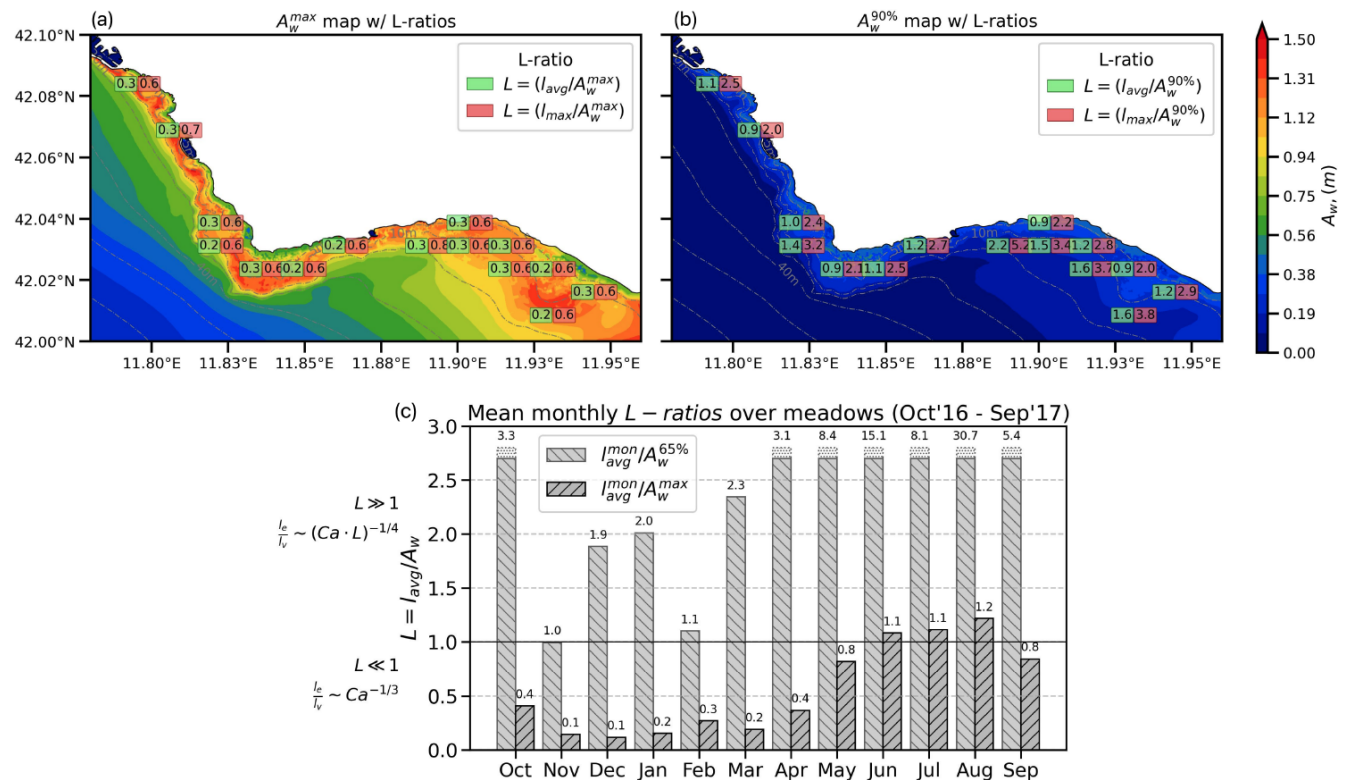 (a)
A_w^max map w/ L-ratios
42.10°N
42.08°N
42.06°N
42.04°N
42.02°N
42.00°N
L-ratio
L = (l_avg/A_w^max)
L = (l_max/A_w^max)
0.3 0.6
0.3 0.7
0.3 0.6
0.2 0.6
0.3 0.6 0.2 0.6
0.2 0.6
0.3 0.6
0.3 0.8 0.3 0.6 0.3 0.6
0.3 0.6 0.2 0.6
0.3 0.6
0.2 0.6
10m
11.80°E 11.83°E 11.85°E 11.88°E 11.90°E 11.93°E 11.95°E
(b)
A_w^90% map w/ L-ratios
L-ratio
L = (l_avg/A_w^90%)
L = (l_max/A_w^90%)
1.1 2.5
0.9 2.0
1.0 2.4
1.4 3.2
0.9 2.1 1.1 2.5
1.2 2.7
0.9 2.2
2.2 5.2 1.5 3.4 1.2 2.8
1.6 3.7 0.9 2.0
1.2 2.9
1.6 3.8
10m
40m
11.80°E 11.83°E 11.85°E 11.88°E 11.90°E 11.93°E 11.95°E
1.50
1.31
1.12
0.94
0.75
0.56
0.38
0.19
0.00
A_w, (m)
(c)
Mean monthly L − ratios over meadows (Oct'16 - Sep'17)
3.0
2.5
2.0
1.5
1.0
0.5
0.0
L = l_avg/A_w
L ≫ 1
l_e/l_v ~ (Ca · L)^−1/4
L ≪ 1
l_e/l_v ~ Ca^−1/3
l_avg^mon/A_w^65%
l_avg^mon/A_w^max
3.3 1.0 1.9 2.0 1.1 2.3 3.1 8.4 15.1 8.1 30.7 5.4
0.4 0.1 0.1 0.2 0.3 0.2 0.4 0.8 1.1 1.1 1.2 0.8
Oct Nov Dec Jan Feb Mar Apr May Jun Jul Aug Sep